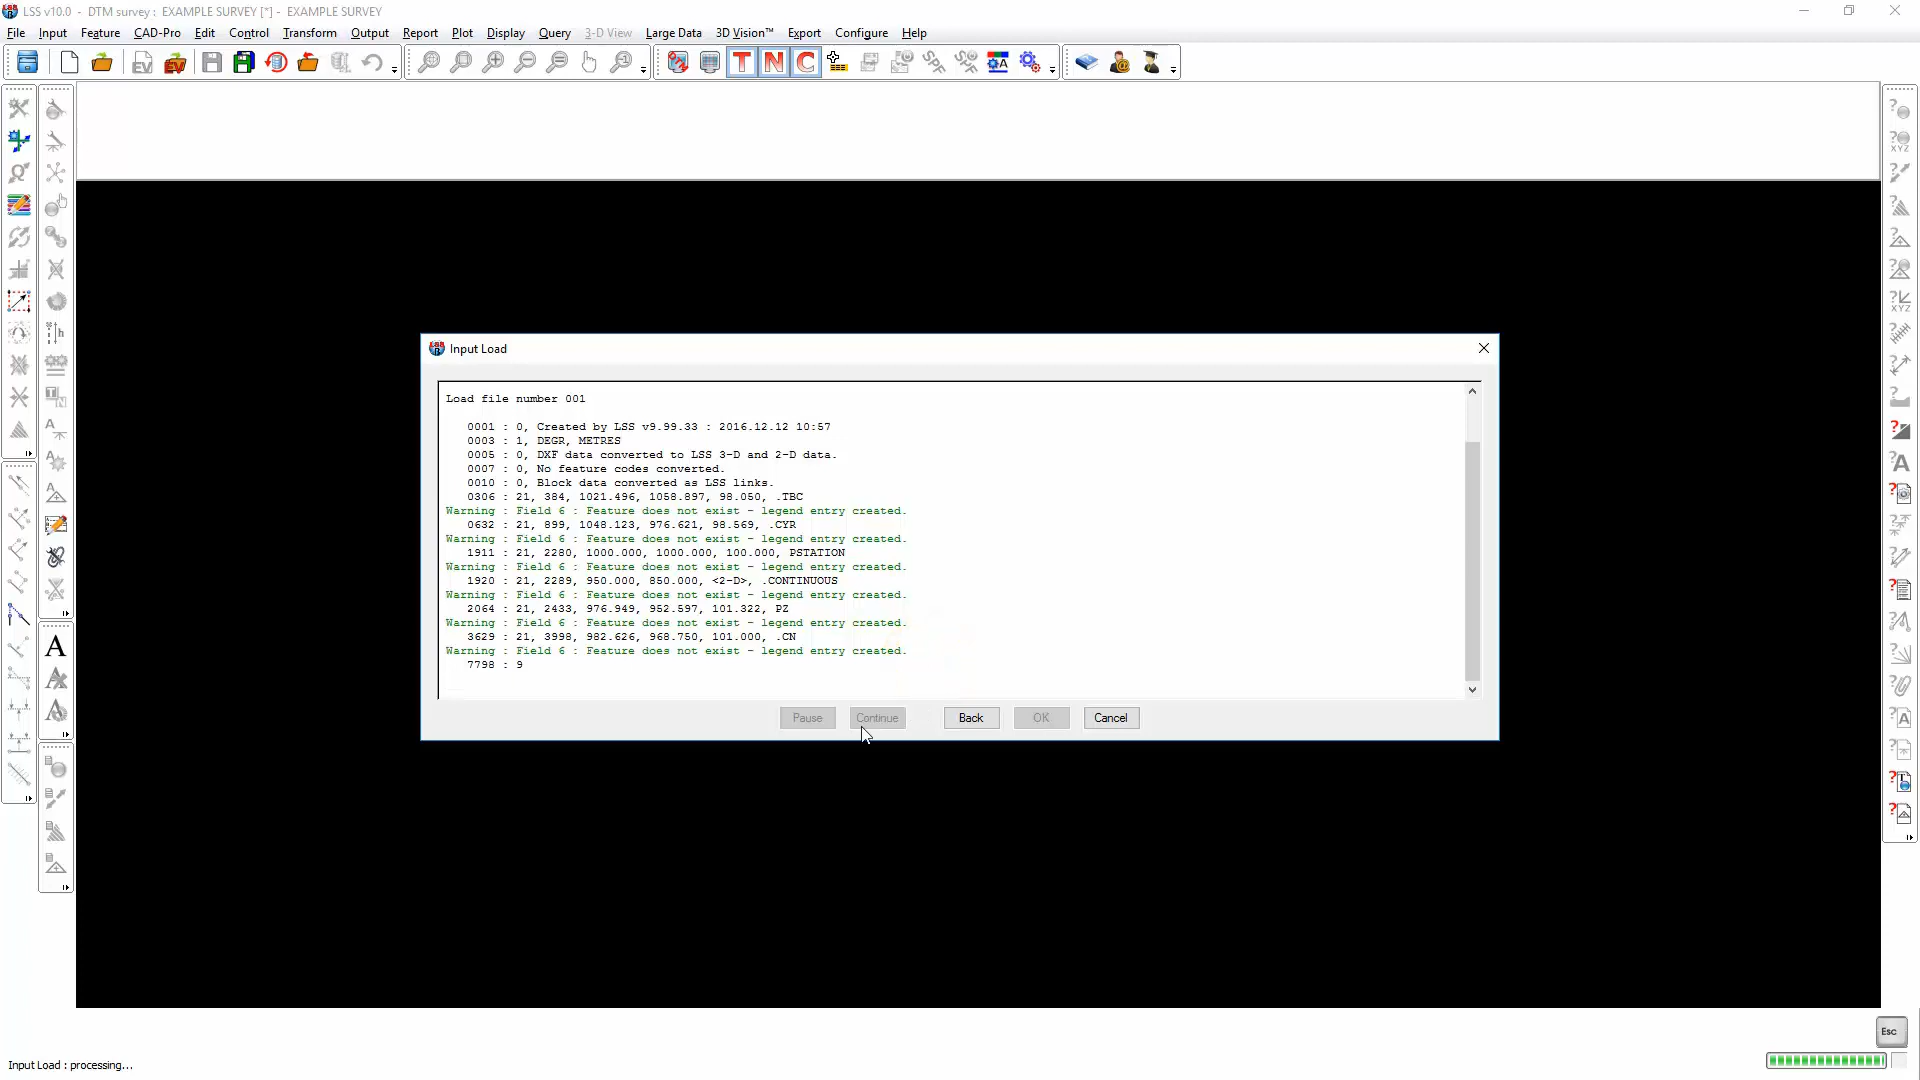 LSS v10.0 - DTM survey : EXAMPLE SURVEY [*] - EXAMPLE SURVEY
File Input Feature CAD-Pro Edit Control Transform Output Report Plot Display Query 3-D View Large Data 3D Vision™ Export Configure Help
Input Load
Load file number 001
0001 : 0, Created by LSS v9.99.33 : 2016.12.12 10:57
0003 : 1, DEGR, METRES
0005 : 0, DXF data converted to LSS 3-D and 2-D data.
0007 : 0, No feature codes converted.
0010 : 0, Block data converted as LSS links.
0306 : 21, 384, 1021.496, 1058.897, 98.050, .TBC
Warning : Field 6 : Feature does not exist - legend entry created.
0632 : 21, 899, 1048.123, 976.621, 98.569, .CYR
Warning : Field 6 : Feature does not exist - legend entry created.
1911 : 21, 2280, 1000.000, 1000.000, 100.000, PSTATION
Warning : Field 6 : Feature does not exist - legend entry created.
1920 : 21, 2289, 950.000, 850.000, <2-D>, .CONTINUOUS
Warning : Field 6 : Feature does not exist - legend entry created.
2064 : 21, 2433, 976.949, 952.597, 101.322, PZ
Warning : Field 6 : Feature does not exist - legend entry created.
3629 : 21, 3998, 982.626, 968.750, 101.000, .CN
Warning : Field 6 : Feature does not exist - legend entry created.
7798 : 9
Pause Continue Back OK Cancel
Esc
Input Load : processing...